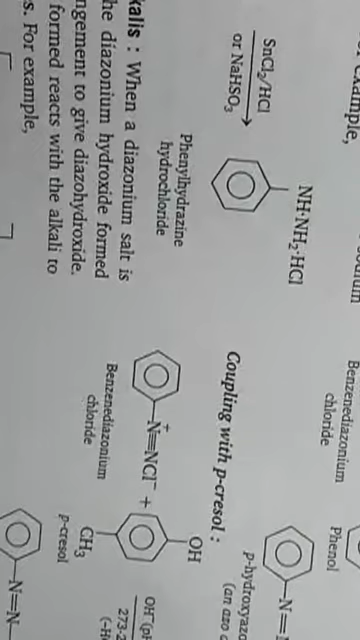 example,
SnCl₂/HCl
or NaHSO₃
NH·NH₂·HCl
Phenylhydrazine
hydrochloride
kalis : When a diazonium salt is
he diazonium hydroxide formed
ngement to give diazohydroxide.
formed reacts with the alkali to
s. For example,
Benzenediazonium
chloride
Phenol
p-hydroxyazo
(an azo
N=
Coupling with p-cresol :
N≡NCl⁻ +
+
OH
CH₃
Benzenediazonium
chloride
p-cresol
OH⁻(p
273-2
(-H
N=N-